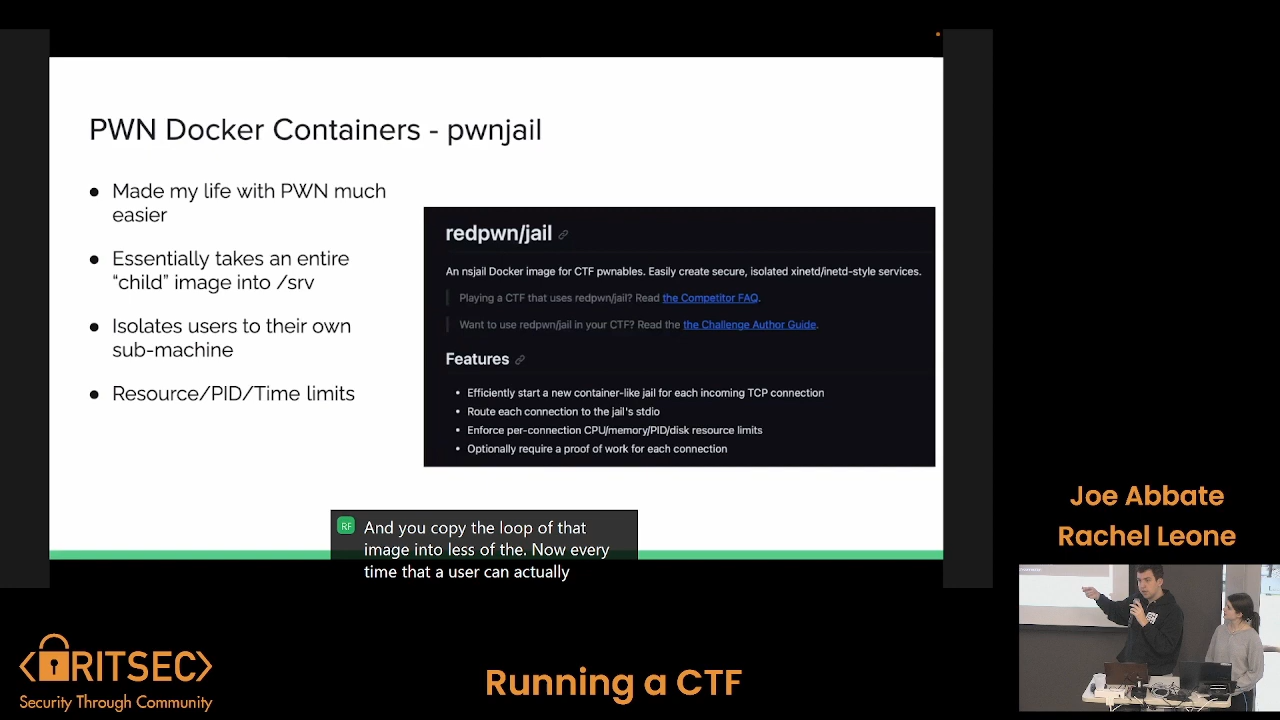 PWN Docker Containers - pwnjail
● Made my life with PWN much
easier
● Essentially takes an entire
“child” image into /srv
● Isolates users to their own
sub-machine
● Resource/PID/Time limits
redpwn/jail
An nsjail Docker image for CTF pwnables. Easily create secure, isolated xinetd/inetd-style services.
Playing a CTF that uses redpwn/jail? Read the Competitor FAQ.
Want to use redpwn/jail in your CTF? Read the the Challenge Author Guide.
Features
• Efficiently start a new container-like jail for each incoming TCP connection
• Route each connection to the jail's stdio
• Enforce per-connection CPU/memory/PID/disk resource limits
• Optionally require a proof of work for each connection
RF
And you copy the loop of that
image into less of the. Now every
time that a user can actually
Joe Abbate
Rachel Leone
RITSEC
Security Through Community
Running a CTF